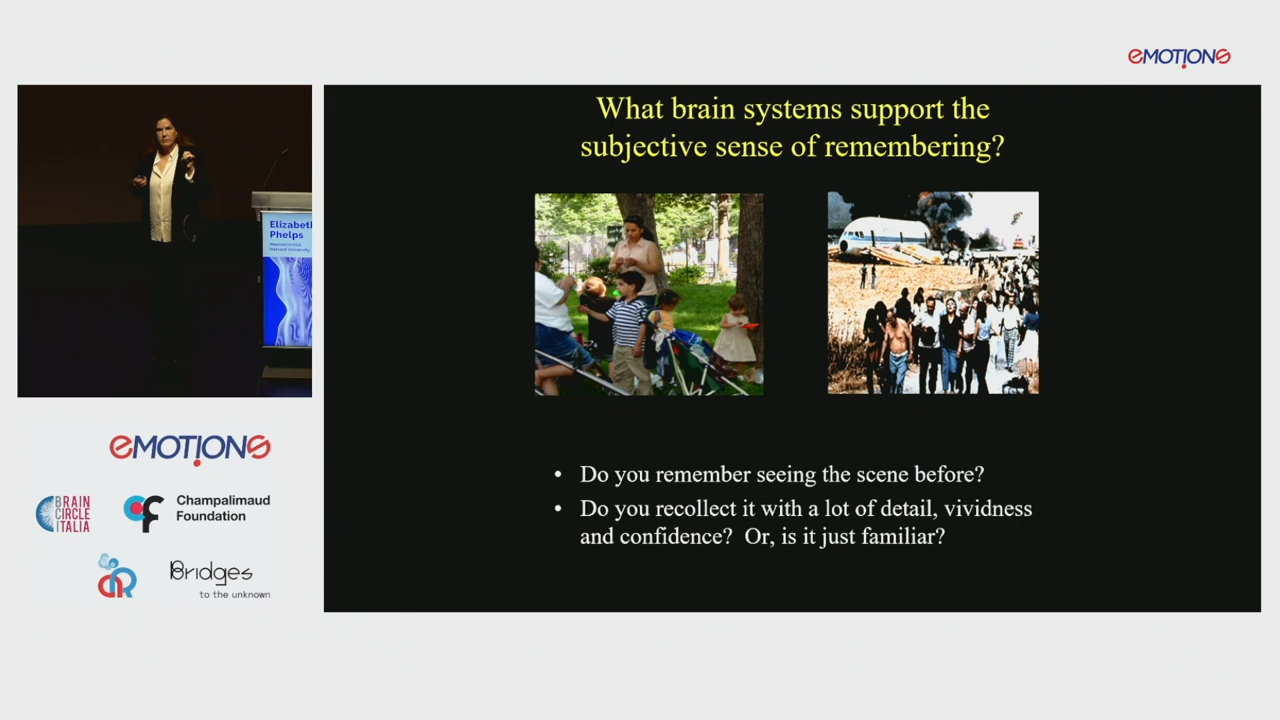 eMOTIONS
What brain systems support the
subjective sense of remembering?
Elizabeth
Phelps
Harvard University
• Do you remember seeing the scene before?
• Do you recollect it with a lot of detail, vividness
and confidence? Or, is it just familiar?
eMOTIONS
BRAIN
CIRCLE
ITALIA
Champalimaud
Foundation
Bridges
to the unknown